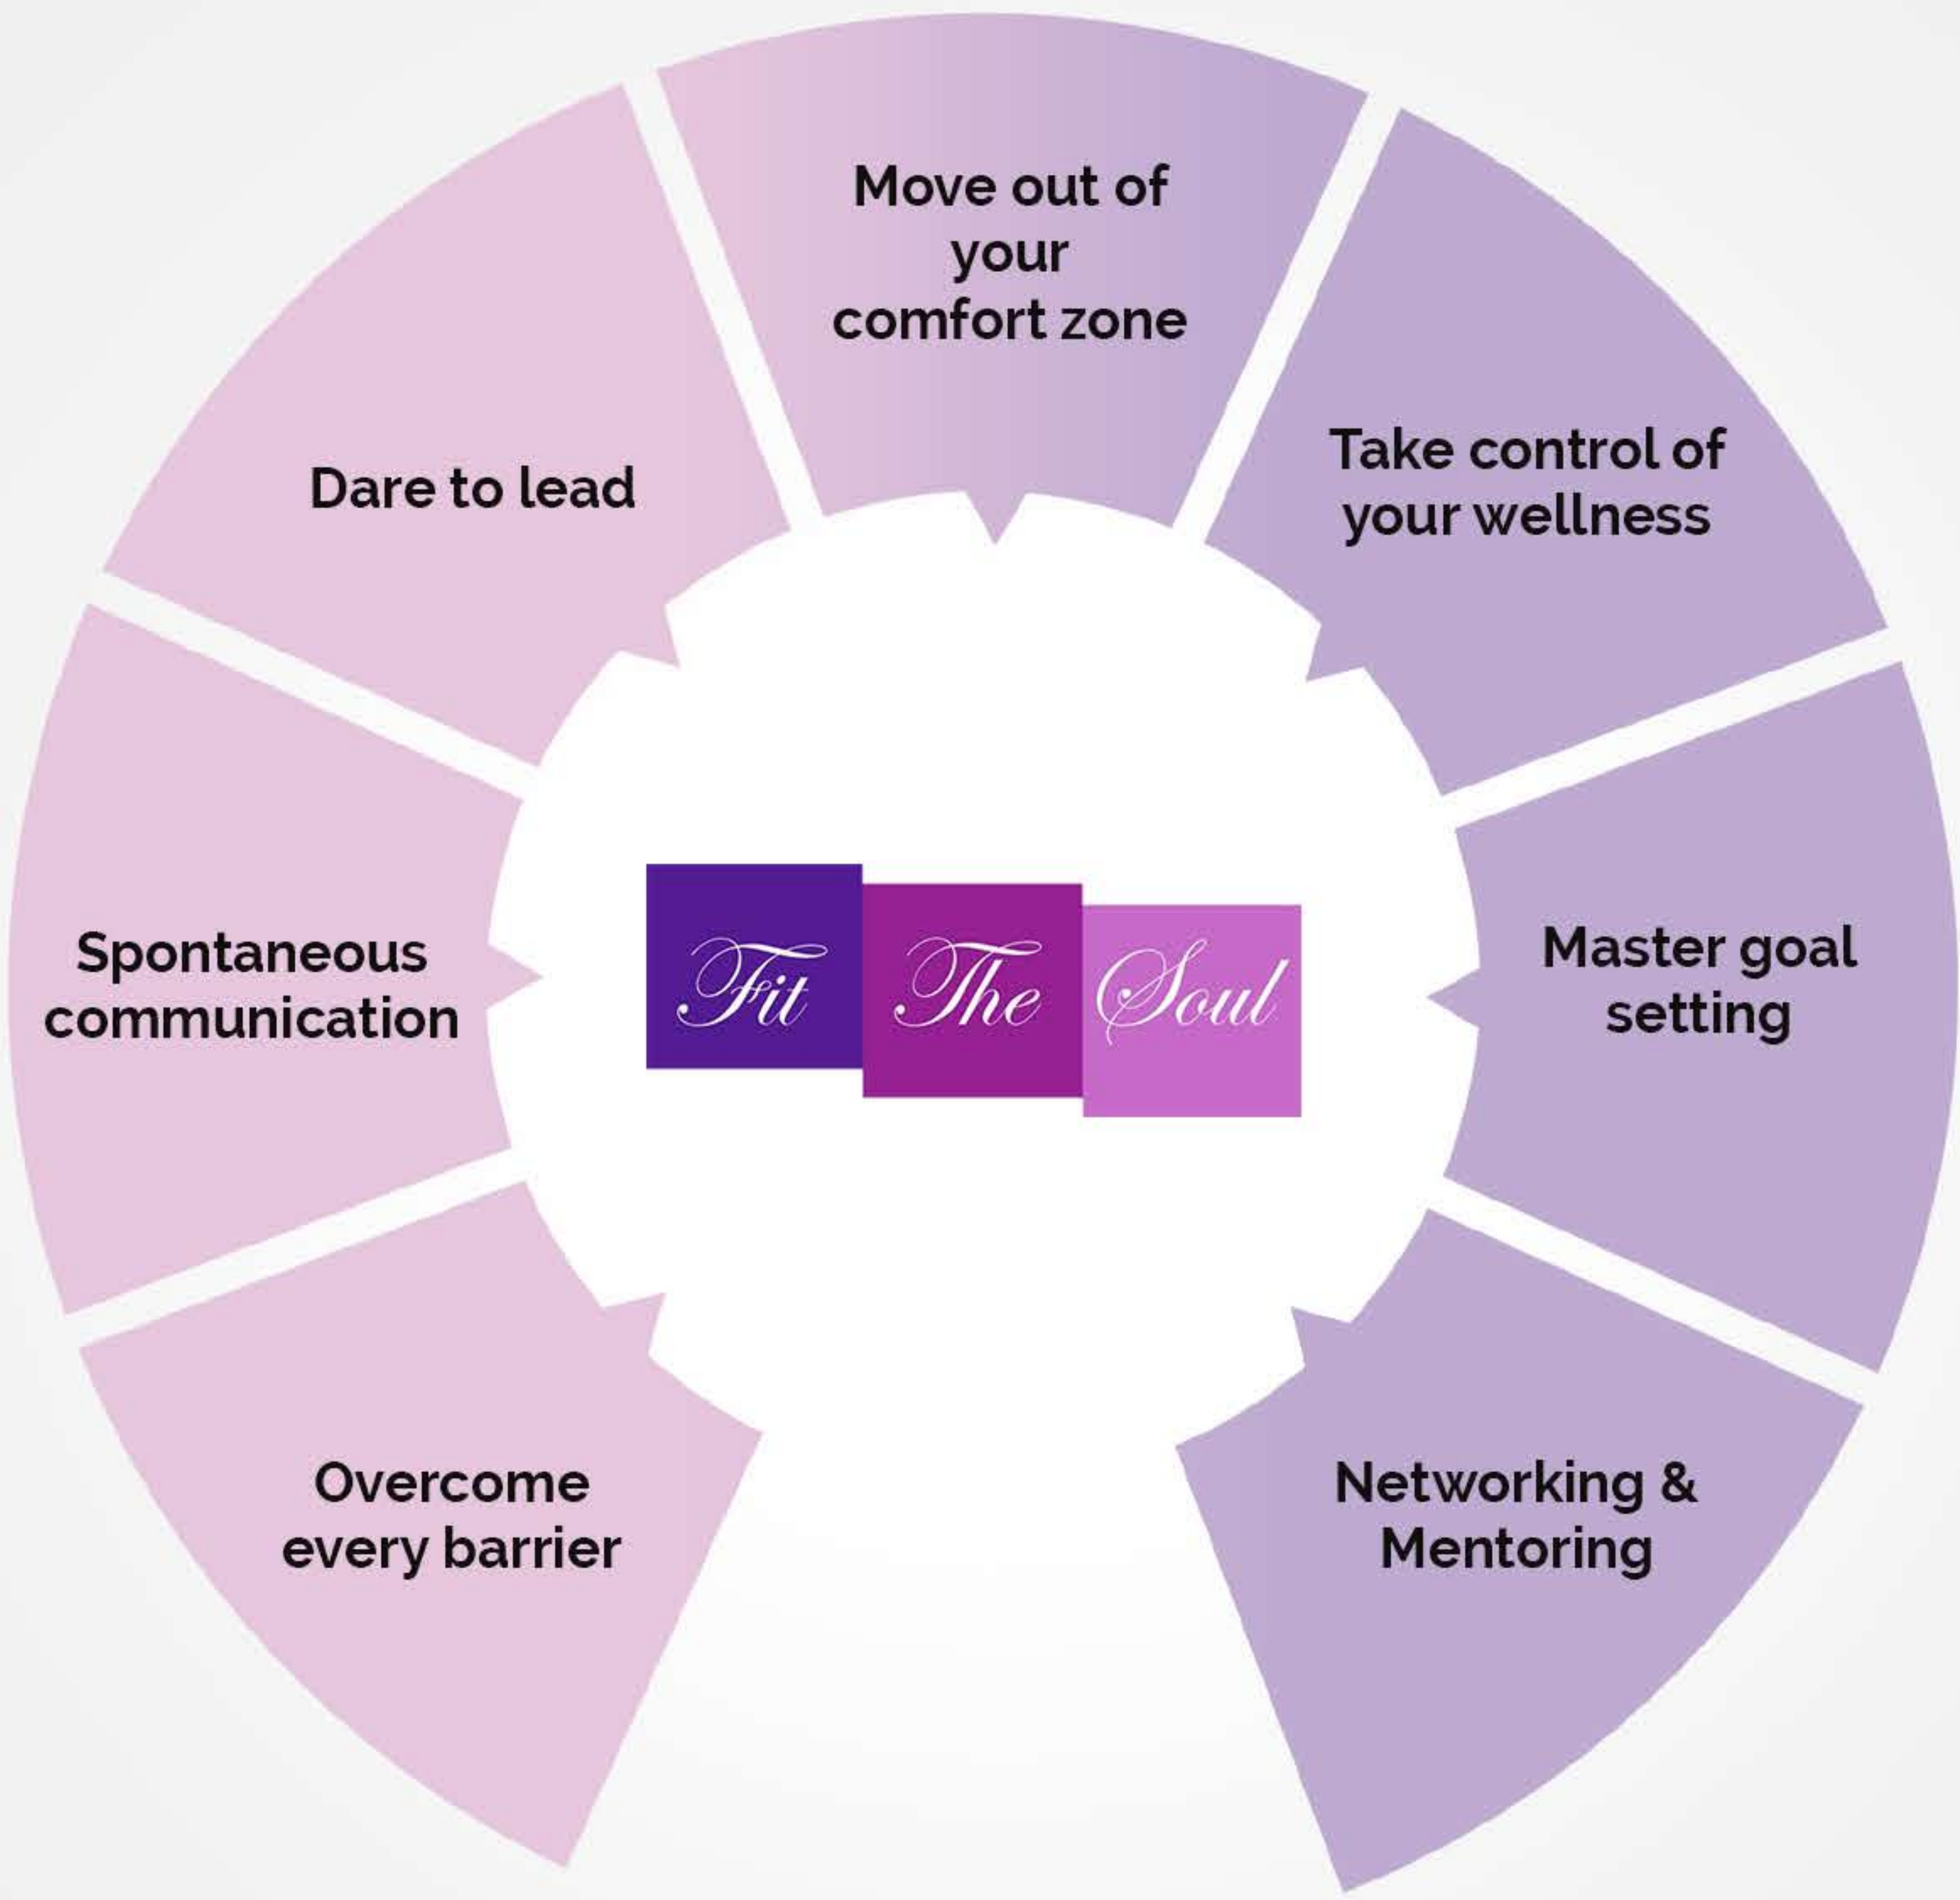 Move out of
your
comfort zone
Take control of
your wellness
Master goal
setting
Networking &
Mentoring
Overcome
every barrier
Spontaneous
communication
Dare to lead
Fit The Soul